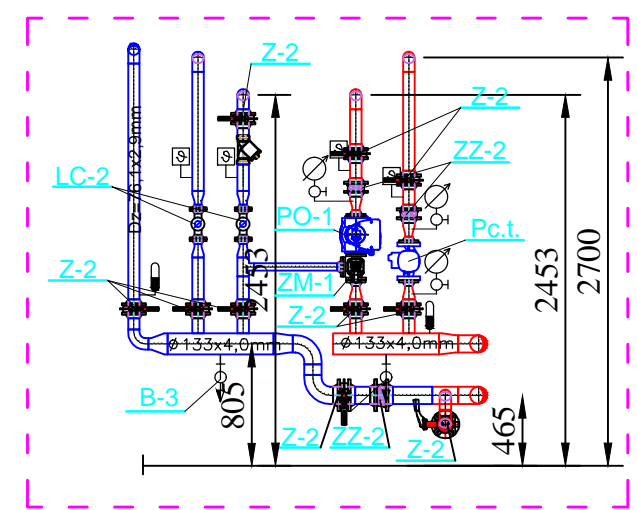 Z-2
Z-2
ZZ-2
LC-2
Dz=76,1x2,9mm
φ
φ
φ
φ
PO-1
Pc.t.
2453
2453
2700
Z-2
ZM-1
Z-2
Ø133x4,0mm
Ø133x4,0mm
B-3
805
465
Z-2
ZZ-2
Z-2